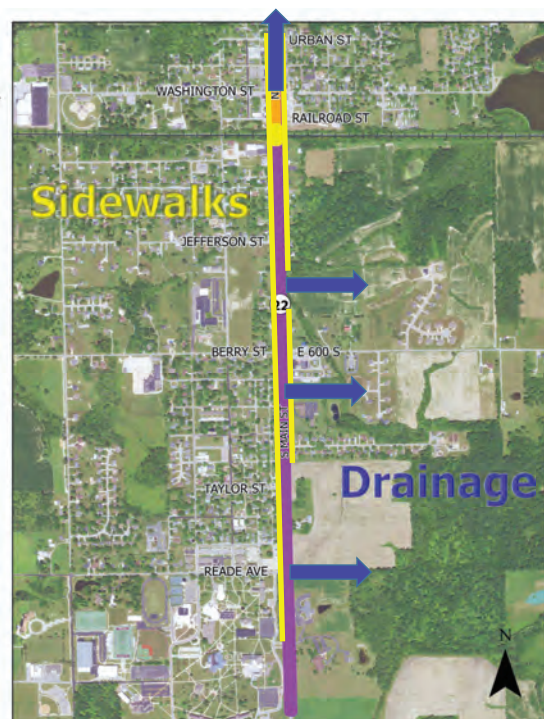 URBAN ST
WASHINGTON ST
N
RAILROAD ST
Sidewalks
JEFFERSON ST
22
BERRY ST
E 600 S
S MAIN ST
TAYLOR ST
Drainage
READE AVE
N